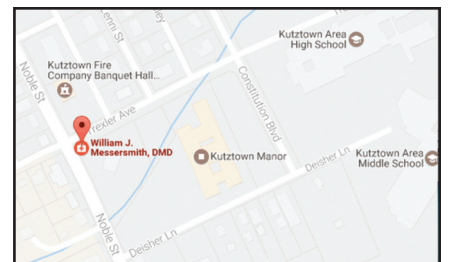 Kutztown Area
High School
Kutztown Fire
Company Banquet Hall...
Noble St
Constitution Blvd
Trexler Ave
William J.
Messersmith, DMD
Kutztown Manor
Deisher Ln
Kutztown Area
Middle School
Noble St
Deisher Ln